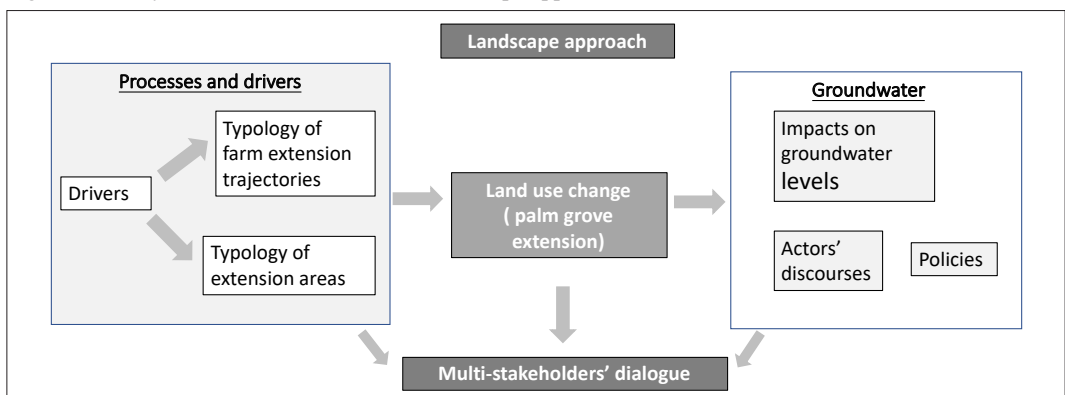 Landscape approach
Processes and drivers
Typology of
farm extension
trajectories
Drivers
Typology of
extension areas
Land use change
( palm grove
extension)
Groundwater
Impacts on
groundwater
levels
Actors'
discourses
Policies
Multi-stakeholders' dialogue